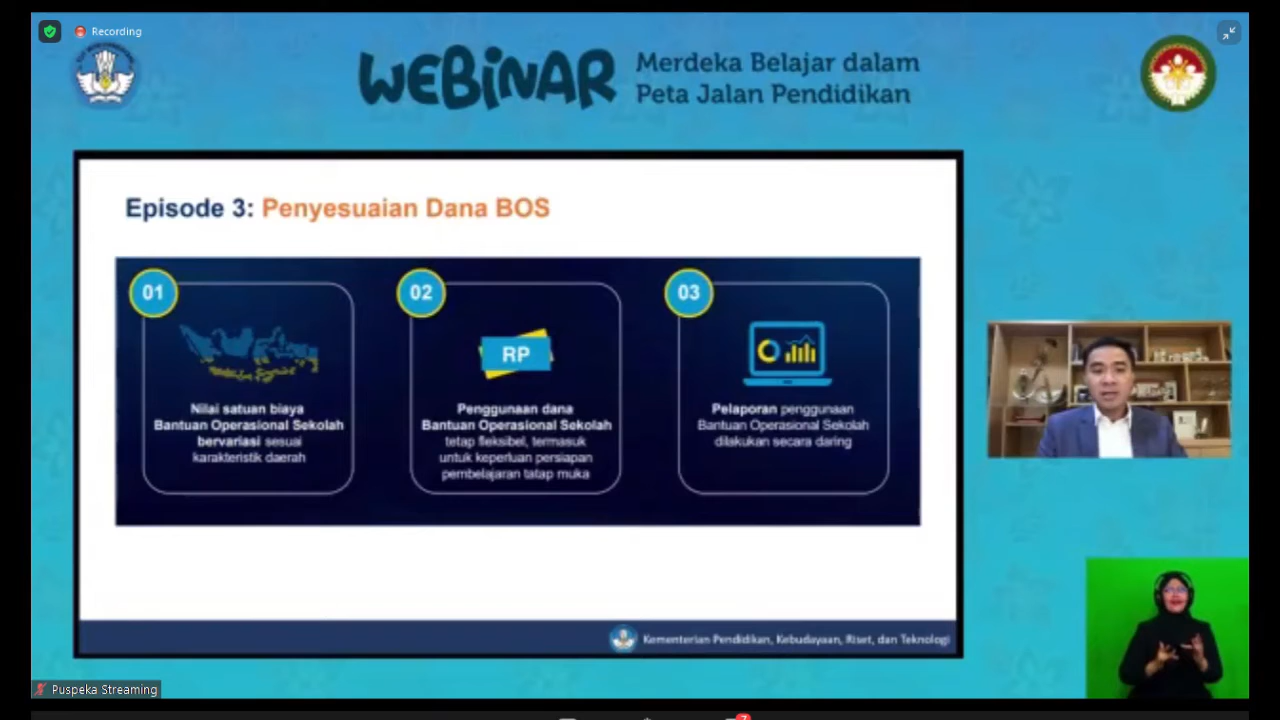 Recording
WEBINAR
Merdeka Belajar dalam
Peta Jalan Pendidikan
Episode 3: Penyesuaian Dana BOS
01
Nilai satuan biaya
Bantuan Operasional Sekolah
bervariasi sesuai
karakteristik daerah
02
RP
Penggunaan dana
Bantuan Operasional Sekolah
tetap fleksibel, termasuk
untuk keperluan persiapan
pembelajaran tatap muka
03
Pelaporan penggunaan
Bantuan Operasional Sekolah
dilakukan secara daring
Kementerian Pendidikan, Kebudayaan, Riset, dan Teknologi
Puspeka Streaming
7